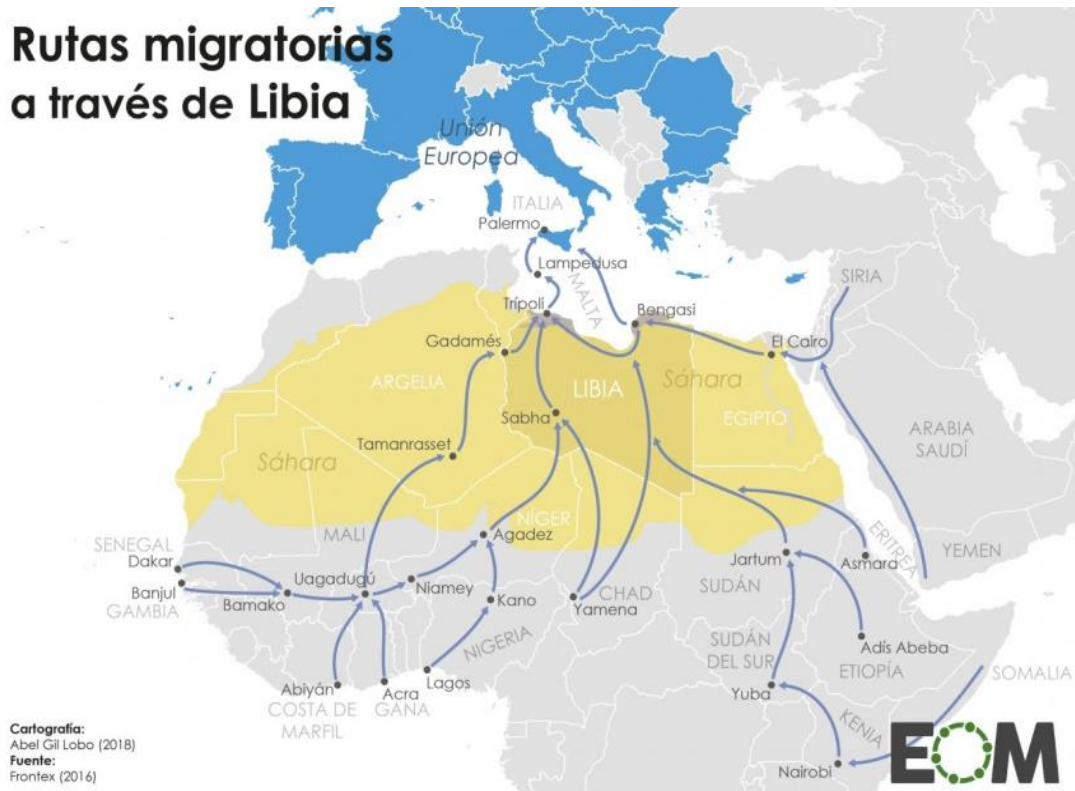 Rutas migratorias
a través de Libia
Unión
Europea
ITALIA
Palermo
Lampedusa
MALTA
SIRIA
Trípoli
Bengasi
Gadamés
El Cairo
ARGELIA
LIBIA
Sáhara
EGIPTO
Sabha
ARABIA
SAUDÍ
Tamanrasset
Sáhara
NÍGER
MALI
Agadez
SENEGAL
Dakar
ERITREA
YEMEN
Jartum
Asmara
Banjul
GAMBIA
Bamako
Uagadugú
Niamey
Kano
CHAD
Yamena
SUDÁN
NIGERIA
SUDÁN
DEL SUR
Adís Abeba
ETIOPÍA
SOMALIA
Abiyán
COSTA DE
MARFIL
Acra
GANA
Lagos
Yuba
KENIA
Nairobi
Cartografía:
Abel Gil Lobo (2018)
Fuente:
Frontex (2016)
EOM